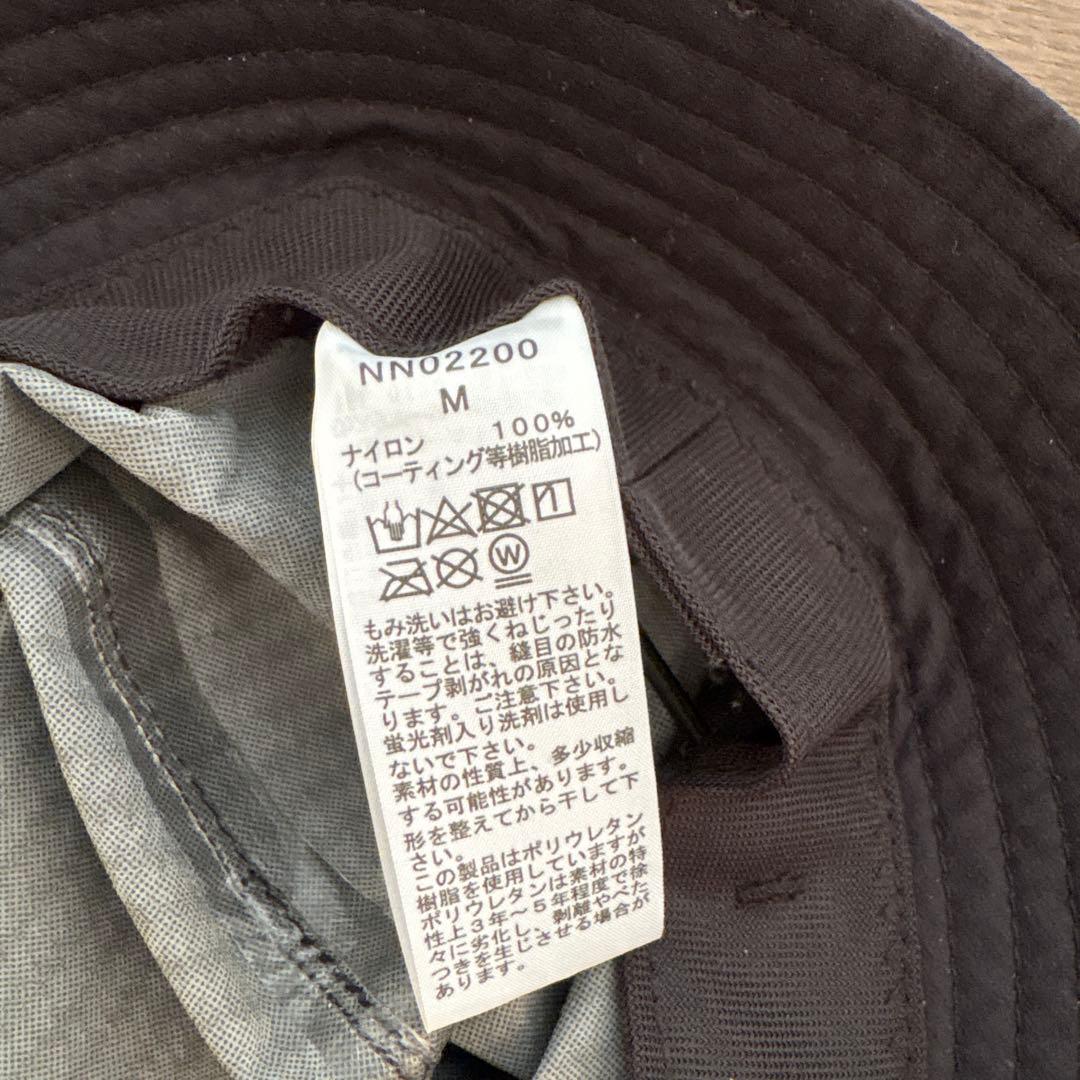 NN02200
M
ナイロン 100%
(コーティング等樹脂加工)
1
W
もみ洗いはお避け下さい。
洗濯等で強くねじったり
することは、縫目の防水
テープ剥がれの原因とな
ります。ご注意下さい。
蛍光剤入り洗剤は使用し
ないで下さい。
素材の性質上、多少収縮
する可能性があります。
形を整えてから干して下
さい。
この製品はポリウレタン
樹脂を使用していますが
ポリウレタンは素材の特
性上3年～5年程度で徐
々に劣化し、剥離やべた
つきを生じさせる場合が
あります。